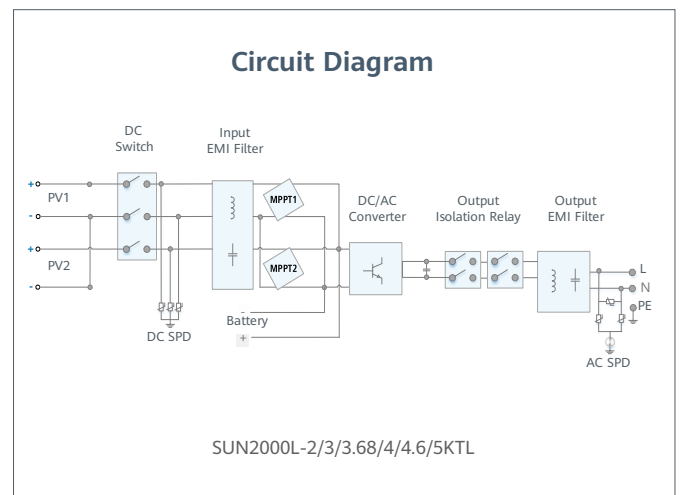 Circuit Diagram
DC
Switch
Input
EMI Filter
+
PV1
-
+
PV2
-
MPPT1
MPPT2
DC/AC
Converter
Output
Isolation Relay
Output
EMI Filter
L
N
PE
Battery
+
DC SPD
AC SPD
SUN2000L-2/3/3.68/4/4.6/5KTL